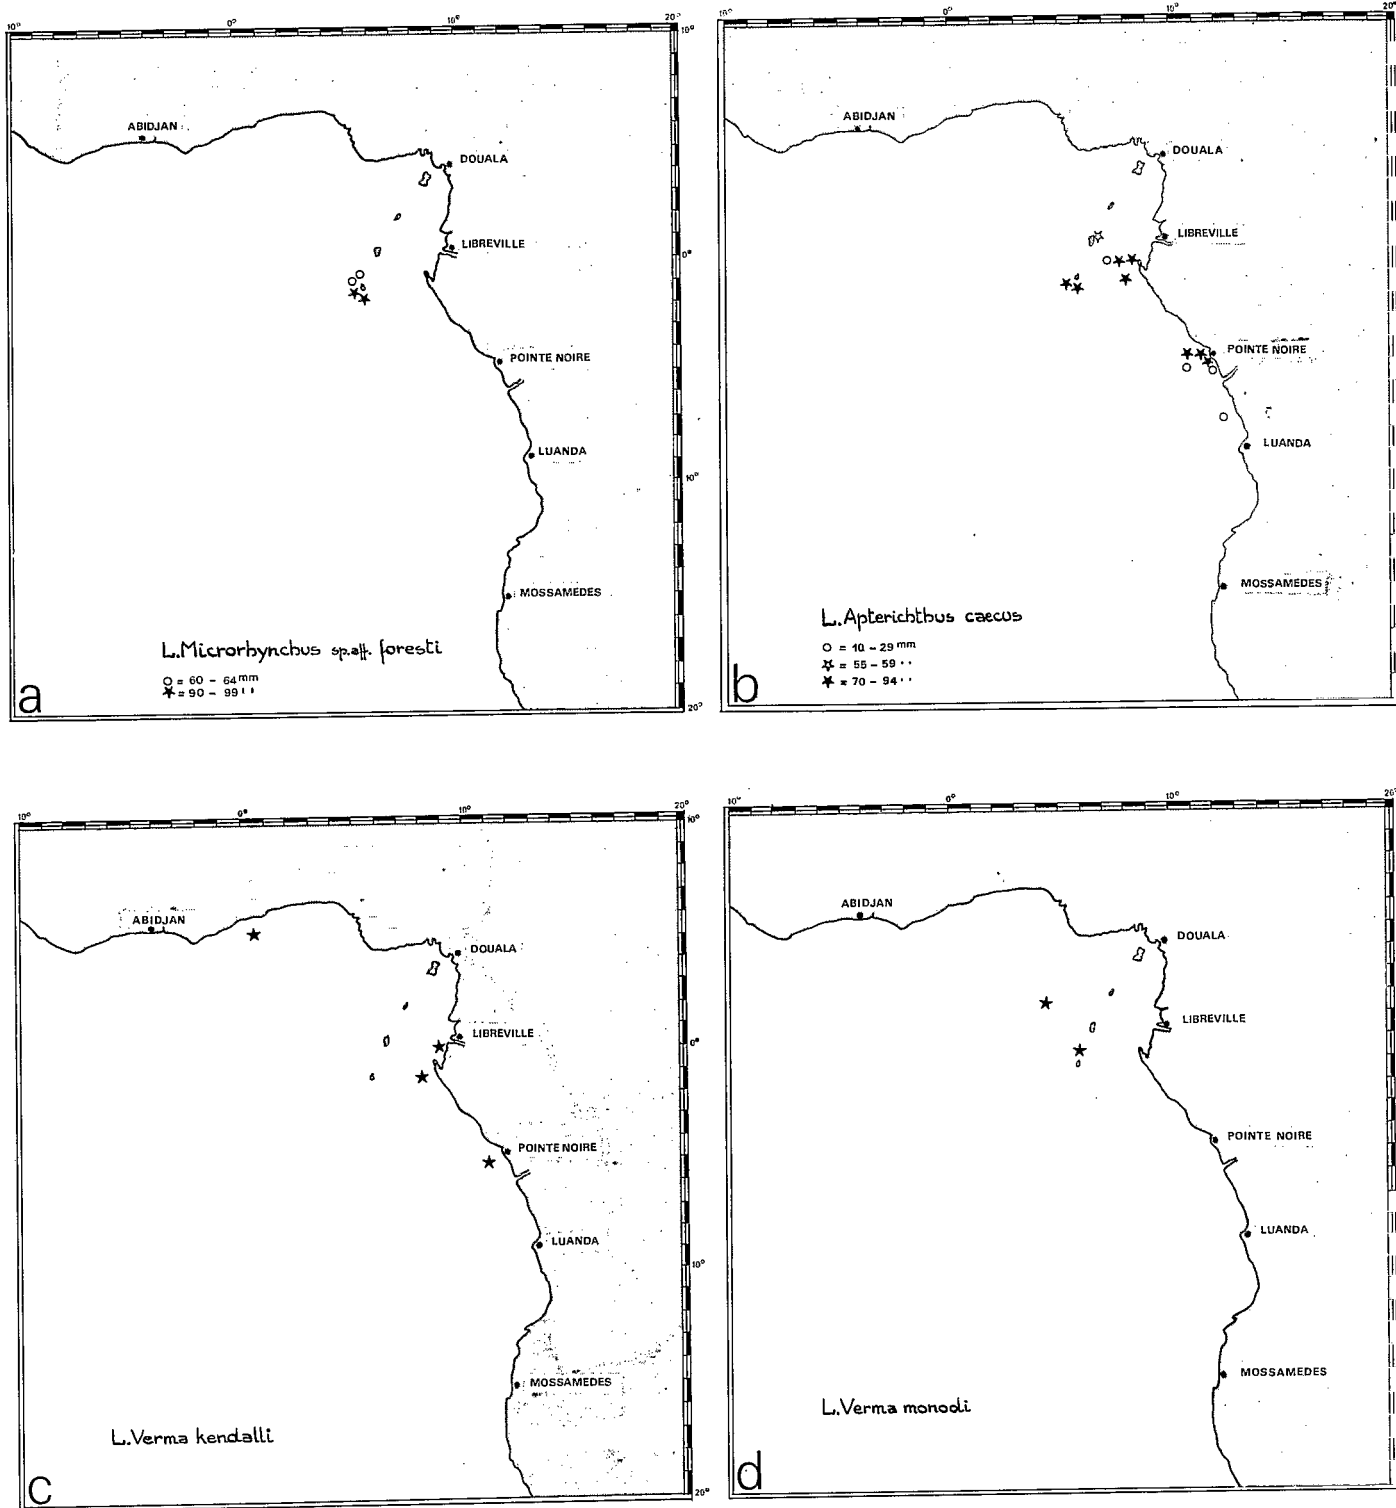 10° 0° 10° 20°
10°
ABIDJAN
DOUALA
LIBREVILLE
0°
POINTE NOIRE
LUANDA
10°
MOSSAMEDES
L.Microrhynchus sp.aff. foresti
○ = 60 – 64 mm
★ = 90 – 99 ''
a
20°
10° 0° 10° 20°
ABIDJAN
DOUALA
LIBREVILLE
POINTE NOIRE
LUANDA
MOSSAMEDES
L.Apterichthus caecus
○ = 10 – 29 mm
☆ = 55 – 59 ''
★ = 70 – 94 ''
b
10° 0° 10° 20°
10°
ABIDJAN
DOUALA
LIBREVILLE
0°
POINTE NOIRE
LUANDA
10°
MOSSAMEDES
L.Verma kendalli
c
20°
10° 0° 10° 20°
ABIDJAN
DOUALA
LIBREVILLE
POINTE NOIRE
LUANDA
MOSSAMEDES
L.Verma monodi
d